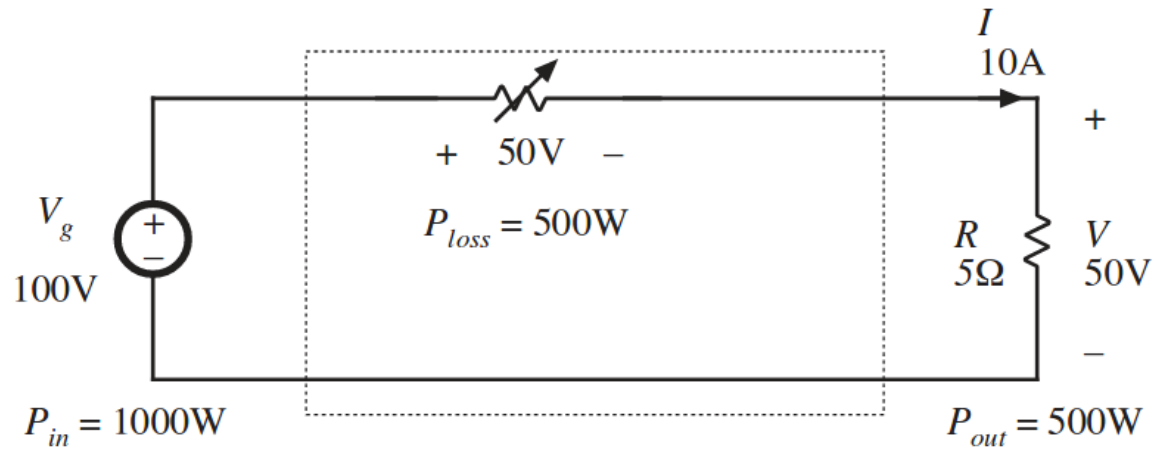 I
10A
+ 50V –
+
V_g
+
–
100V
P_loss = 500W
R
5Ω
V
50V
–
P_in = 1000W
P_out = 500W